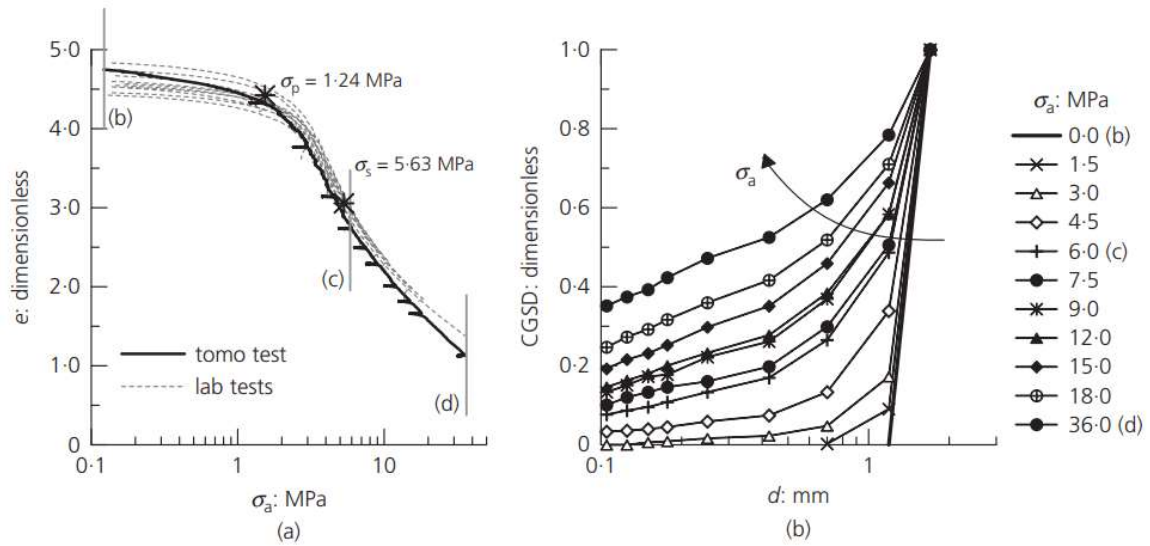 5·0
4·0
3·0
2·0
1·0
0
e: dimensionless
σp = 1·24 MPa
σs = 5·63 MPa
(b)
(c)
(d)
tomo test
lab tests
0·1
1
10
σa: MPa
(a)
1·0
0·8
0·6
0·4
0·2
0
CGSD: dimensionless
σa
0·1
1
d: mm
(b)
σa: MPa
0·0 (b)
1·5
3·0
4·5
6·0 (c)
7·5
9·0
12·0
15·0
18·0
36·0 (d)